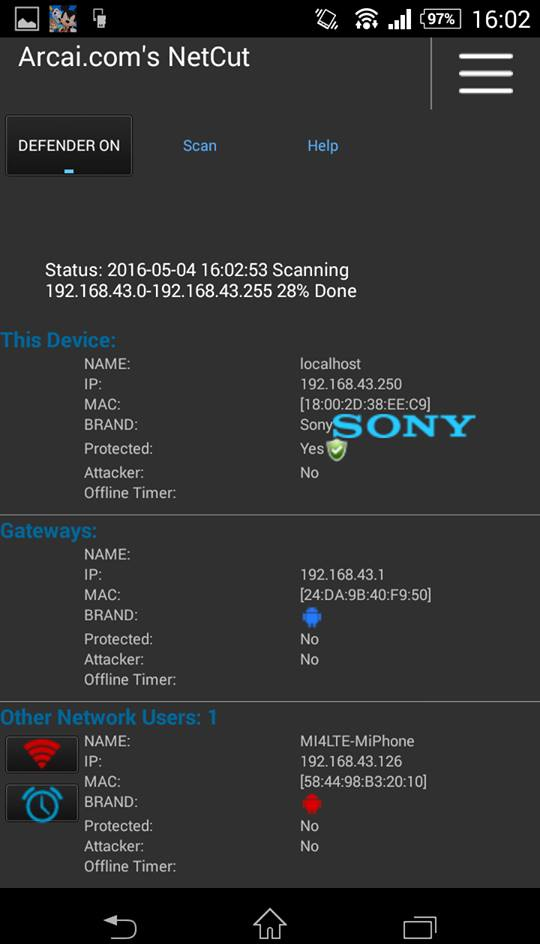 97% 16:02
Arcai.com's NetCut
DEFENDER ON Scan Help
Status: 2016-05-04 16:02:53 Scanning
192.168.43.0-192.168.43.255 28% Done
This Device:
NAME: localhost
IP: 192.168.43.250
MAC: [18:00:2D:38:EE:C9]
BRAND: Sony SONY
Protected: Yes
Attacker: No
Offline Timer:
Gateways:
NAME:
IP: 192.168.43.1
MAC: [24:DA:9B:40:F9:50]
BRAND:
Protected: No
Attacker: No
Offline Timer:
Other Network Users: 1
NAME: MI4LTE-MiPhone
IP: 192.168.43.126
MAC: [58:44:98:B3:20:10]
BRAND:
Protected: No
Attacker: No
Offline Timer: